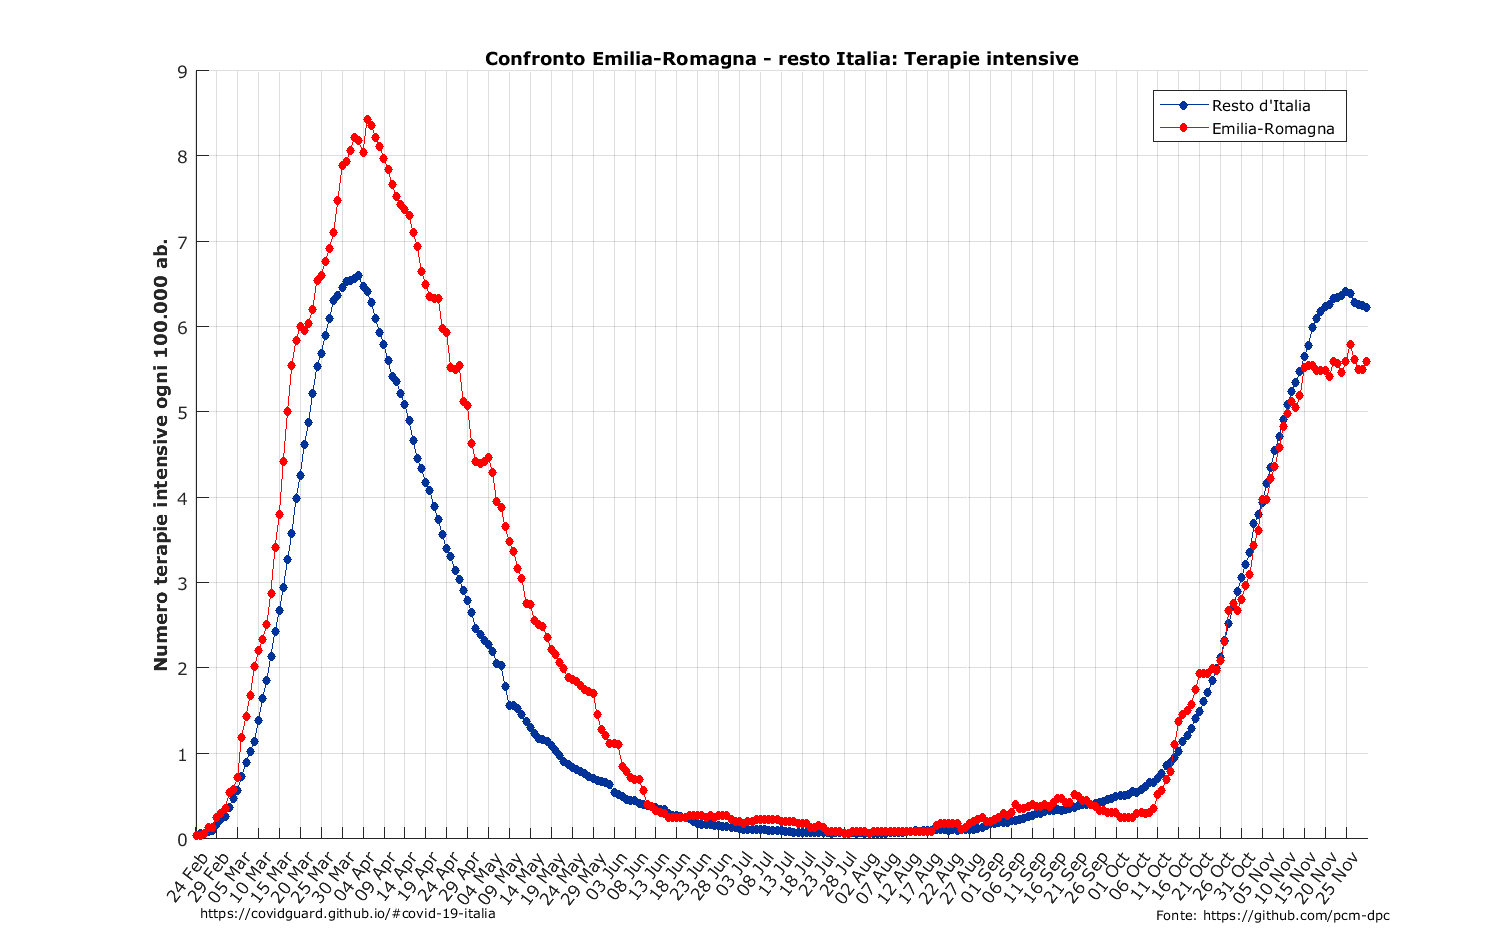 Confronto Emilia-Romagna - resto Italia: Terapie intensive
Resto d'Italia
Emilia-Romagna
Numero terapie intensive ogni 100.000 ab.
9
8
7
6
5
4
3
2
1
0
24 Feb
29 Feb
05 Mar
10 Mar
15 Mar
20 Mar
25 Mar
30 Mar
04 Apr
09 Apr
14 Apr
19 Apr
24 Apr
29 Apr
04 May
09 May
14 May
19 May
24 May
29 May
03 Jun
08 Jun
13 Jun
18 Jun
23 Jun
28 Jun
03 Jul
08 Jul
13 Jul
18 Jul
23 Jul
28 Jul
02 Aug
07 Aug
12 Aug
17 Aug
22 Aug
27 Aug
01 Sep
06 Sep
11 Sep
16 Sep
21 Sep
26 Sep
01 Oct
06 Oct
11 Oct
16 Oct
21 Oct
26 Oct
31 Oct
05 Nov
10 Nov
15 Nov
20 Nov
25 Nov
https://covidguard.github.io/#covid-19-italia
Fonte: https://github.com/pcm-dpc